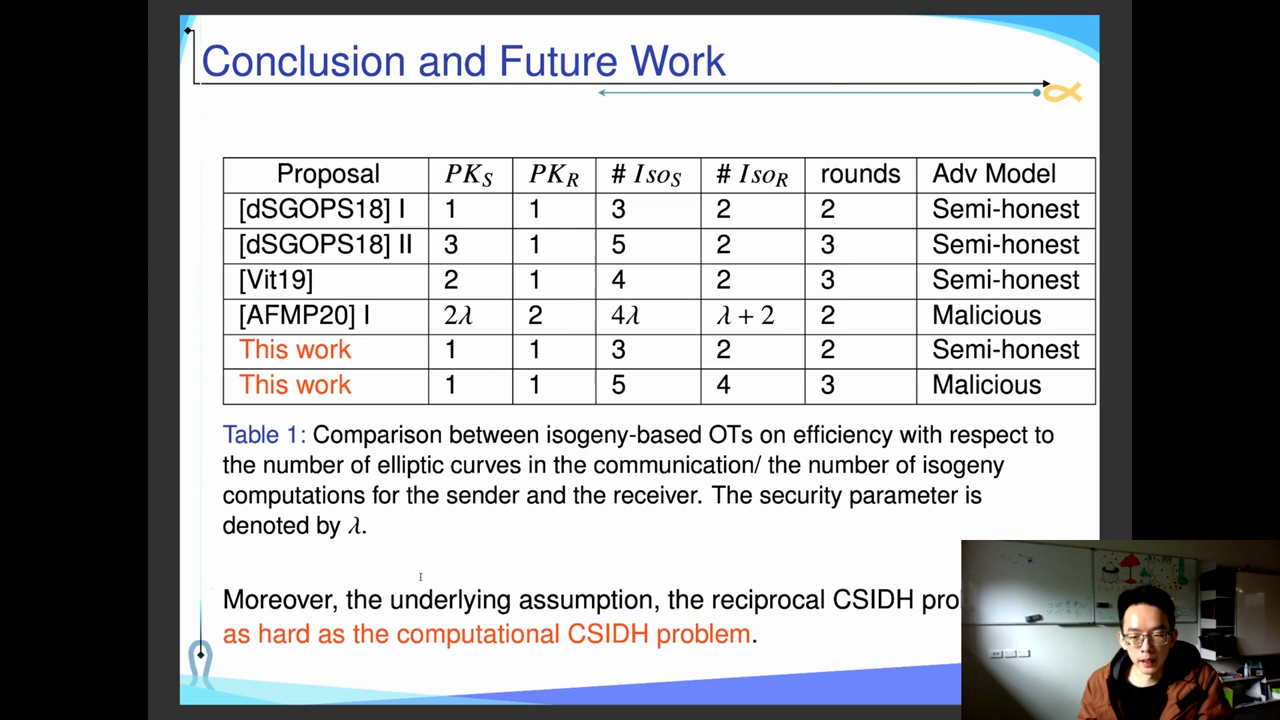 Conclusion and Future Work
Proposal PK_S PK_R # Iso_S # Iso_R rounds Adv Model
[dSGOPS18] I 1 1 3 2 2 Semi-honest
[dSGOPS18] II 3 1 5 2 3 Semi-honest
[Vit19] 2 1 4 2 3 Semi-honest
[AFMP20] I 2λ 2 4λ λ + 2 2 Malicious
This work 1 1 3 2 2 Semi-honest
This work 1 1 5 4 3 Malicious
Table 1: Comparison between isogeny-based OTs on efficiency with respect to
the number of elliptic curves in the communication/ the number of isogeny
computations for the sender and the receiver. The security parameter is
denoted by λ.
Moreover, the underlying assumption, the reciprocal CSIDH
as hard as the computational CSIDH problem.